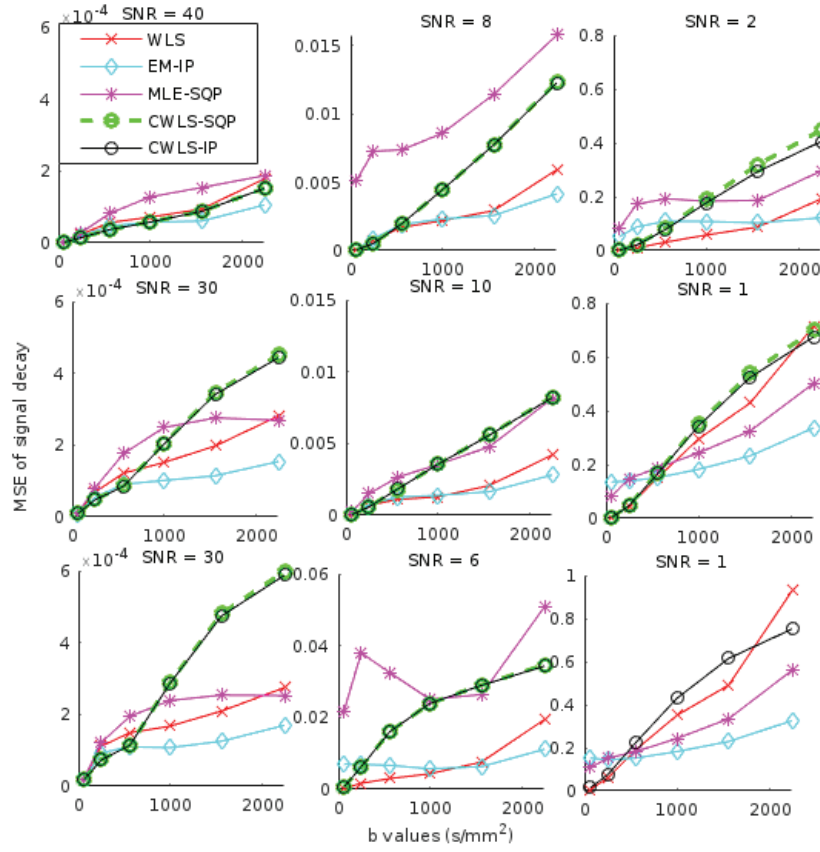 SNR = 40
×10⁻⁴
6
4
2
0
0 1000 2000
WLS
EM-IP
MLE-SQP
CWLS-SQP
CWLS-IP
SNR = 8
0.015
0.01
0.005
0
0 1000 2000
SNR = 2
0.8
0.6
0.4
0.2
0
0 1000 2000
SNR = 30
×10⁻⁴
6
4
2
0
0 1000 2000
SNR = 10
0.015
0.01
0.005
0
0 1000 2000
SNR = 1
0.8
0.6
0.4
0.2
0
0 1000 2000
MSE of signal decay
SNR = 30
×10⁻⁴
6
4
2
0
0 1000 2000
SNR = 6
0.06
0.04
0.02
0
0 1000 2000
SNR = 1
1
0.8
0.6
0.4
0.2
0
0 1000 2000
b values (s/mm²)